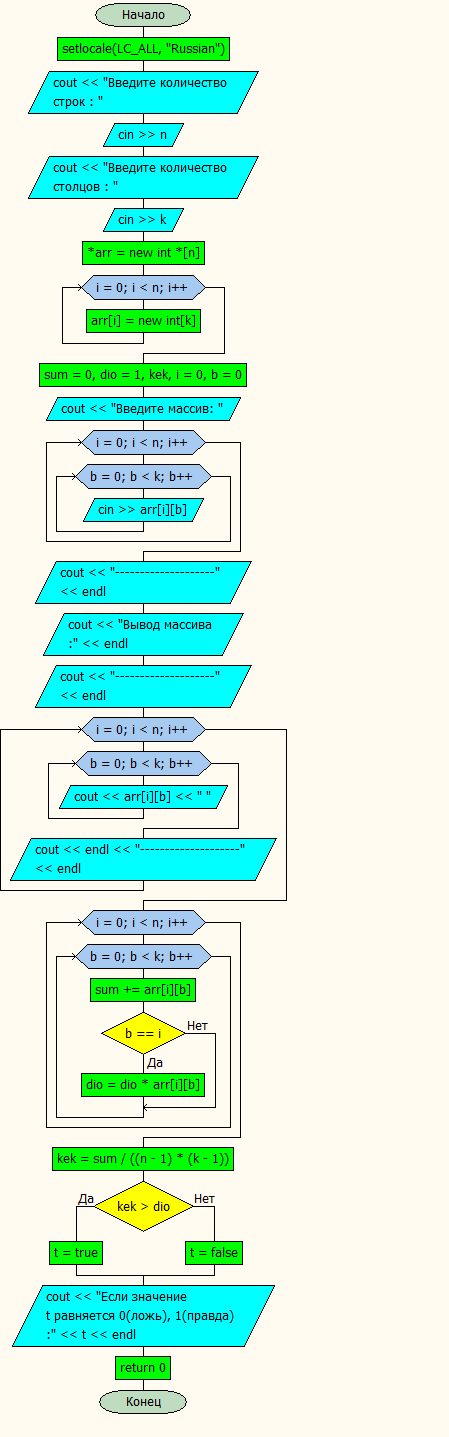 Начало
setlocale(LC_ALL, "Russian")
cout << "Введите количество
строк : "
cin >> n
cout << "Введите количество
столцов : "
cin >> k
*arr = new int *[n]
i = 0; i < n; i++
arr[i] = new int[k]
sum = 0, dio = 1, kek, i = 0, b = 0
cout << "Введите массив: "
i = 0; i < n; i++
b = 0; b < k; b++
cin >> arr[i][b]
cout << "--------------------"
<< endl
cout << "Вывод массива
:" << endl
cout << "--------------------"
<< endl
i = 0; i < n; i++
b = 0; b < k; b++
cout << arr[i][b] << " "
cout << endl << "--------------------"
<< endl
i = 0; i < n; i++
b = 0; b < k; b++
sum += arr[i][b]
b == i
Нет
Да
dio = dio * arr[i][b]
kek = sum / ((n - 1) * (k - 1))
Да
kek > dio
Нет
t = true
t = false
cout << "Если значение
t равняется 0(ложь), 1(правда)
:" << t << endl
return 0
Конец